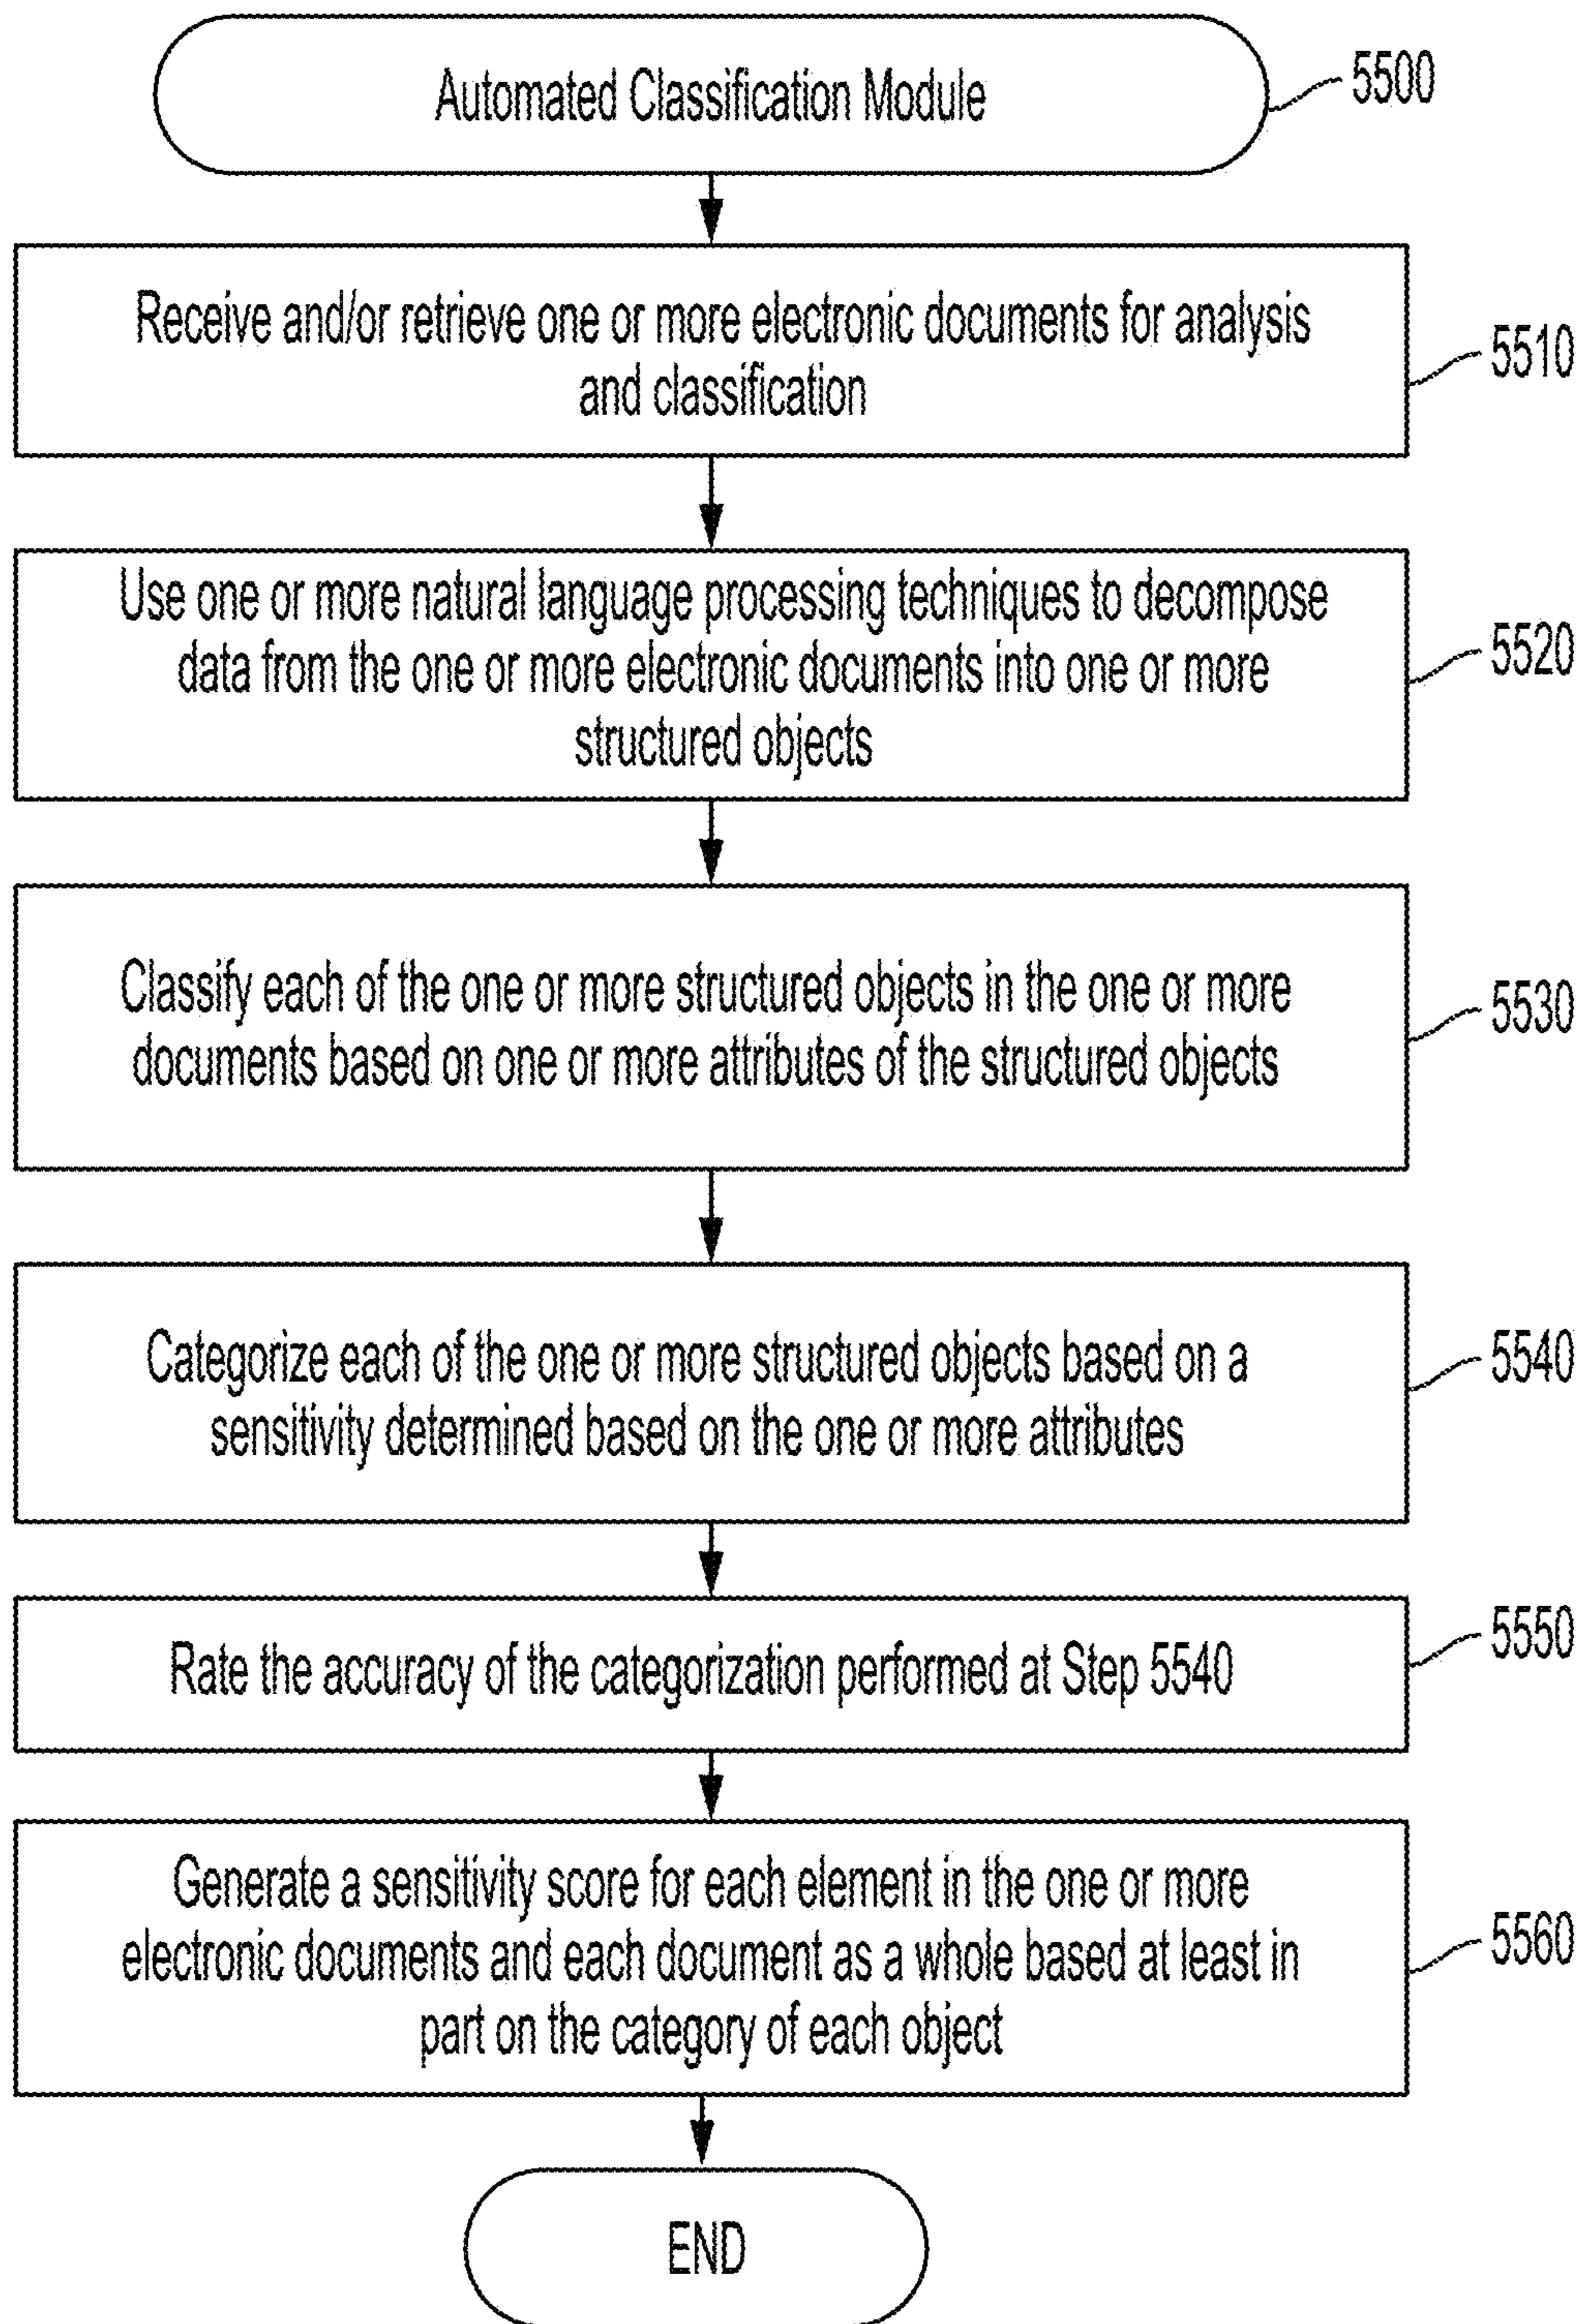 Automated Classification Module
5500
Receive and/or retrieve one or more electronic documents for analysis
and classification
5510
Use one or more natural language processing techniques to decompose
data from the one or more electronic documents into one or more
structured objects
5520
Classify each of the one or more structured objects in the one or more
documents based on one or more attributes of the structured objects
5530
Categorize each of the one or more structured objects based on a
sensitivity determined based on the one or more attributes
5540
Rate the accuracy of the categorization performed at Step 5540
5550
Generate a sensitivity score for each element in the one or more
electronic documents and each document as a whole based at least in
part on the category of each object
5560
END